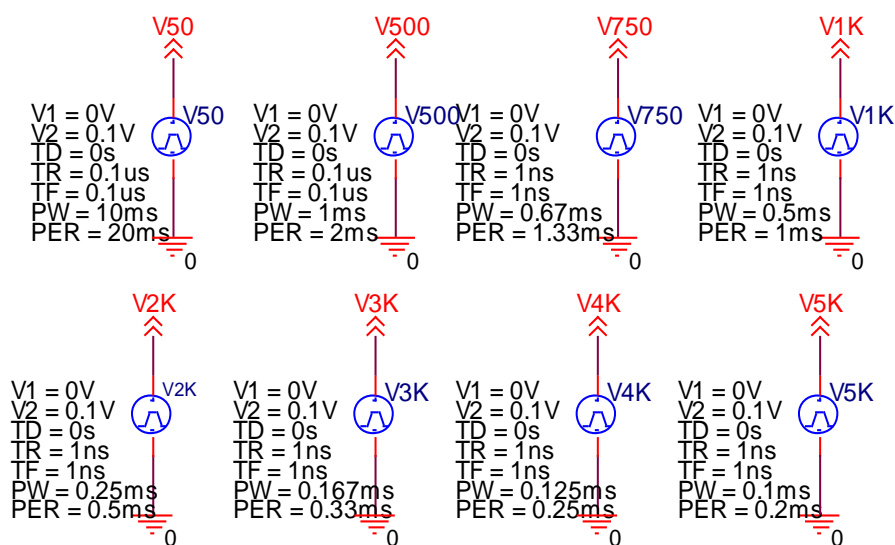 V50
V1 = 0V
V2 = 0.1V
TD = 0s
TR = 0.1us
TF = 0.1us
PW = 10ms
PER = 20ms
V50
0
V500
V1 = 0V
V2 = 0.1V
TD = 0s
TR = 0.1us
TF = 0.1us
PW = 1ms
PER = 2ms
V500
0
V750
V1 = 0V
V2 = 0.1V
TD = 0s
TR = 1ns
TF = 1ns
PW = 0.67ms
PER = 1.33ms
V750
0
V1K
V1 = 0V
V2 = 0.1V
TD = 0s
TR = 1ns
TF = 1ns
PW = 0.5ms
PER = 1ms
V1K
0
V2K
V1 = 0V
V2 = 0.1V
TD = 0s
TR = 1ns
TF = 1ns
PW = 0.25ms
PER = 0.5ms
V2K
0
V3K
V1 = 0V
V2 = 0.1V
TD = 0s
TR = 1ns
TF = 1ns
PW = 0.167ms
PER = 0.33ms
V3K
0
V4K
V1 = 0V
V2 = 0.1V
TD = 0s
TR = 1ns
TF = 1ns
PW = 0.125ms
PER = 0.25ms
V4K
0
V5K
V1 = 0V
V2 = 0.1V
TD = 0s
TR = 1ns
TF = 1ns
PW = 0.1ms
PER = 0.2ms
V5K
0